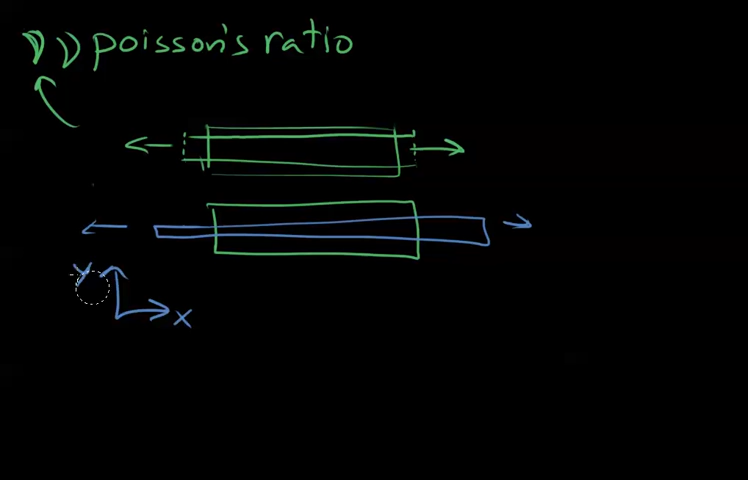 ν) poisson's ratio
y
x